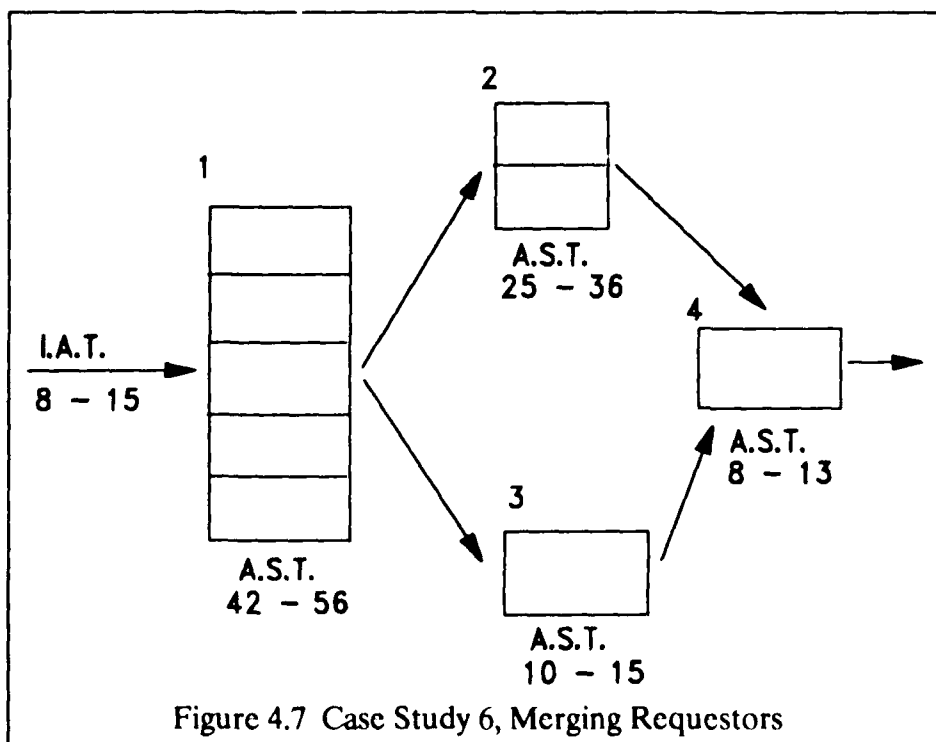 1
I.A.T.
8 - 15
A.S.T.
42 - 56
2
A.S.T.
25 - 36
3
A.S.T.
10 - 15
4
A.S.T.
8 - 13
Figure 4.7 Case Study 6, Merging Requestors